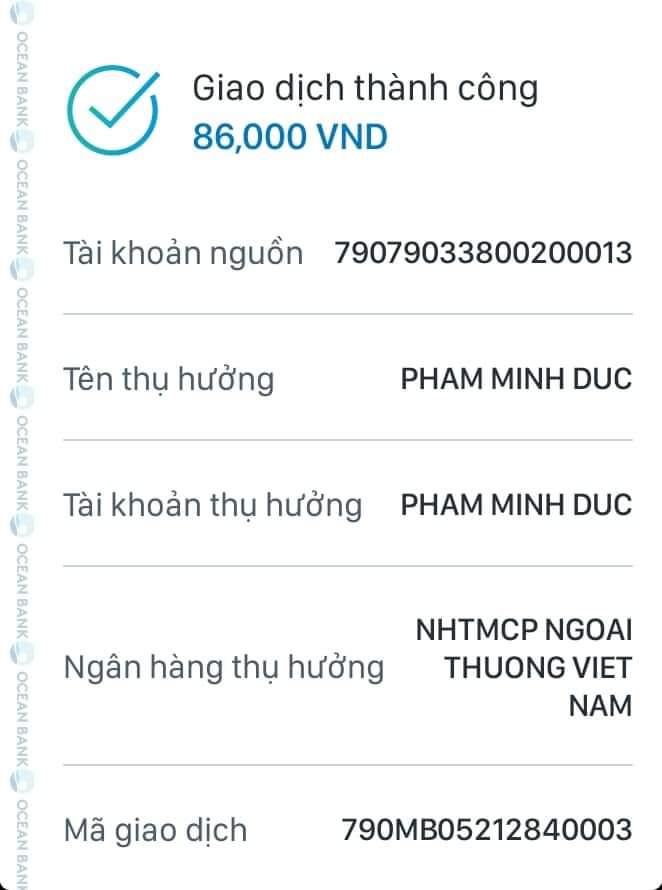 Giao dịch thành công
86,000 VND
Tài khoản nguồn 79079033800200013
Tên thụ hưởng PHAM MINH DUC
Tài khoản thụ hưởng PHAM MINH DUC
Ngân hàng thụ hưởng NHTMCP NGOAI
THUONG VIET
NAM
Mã giao dịch 790MB05212840003
OCEAN BANK OCEAN BANK OCEAN BANK OCEAN BANK OCEAN BANK OCEAN BANK OCEAN BANK